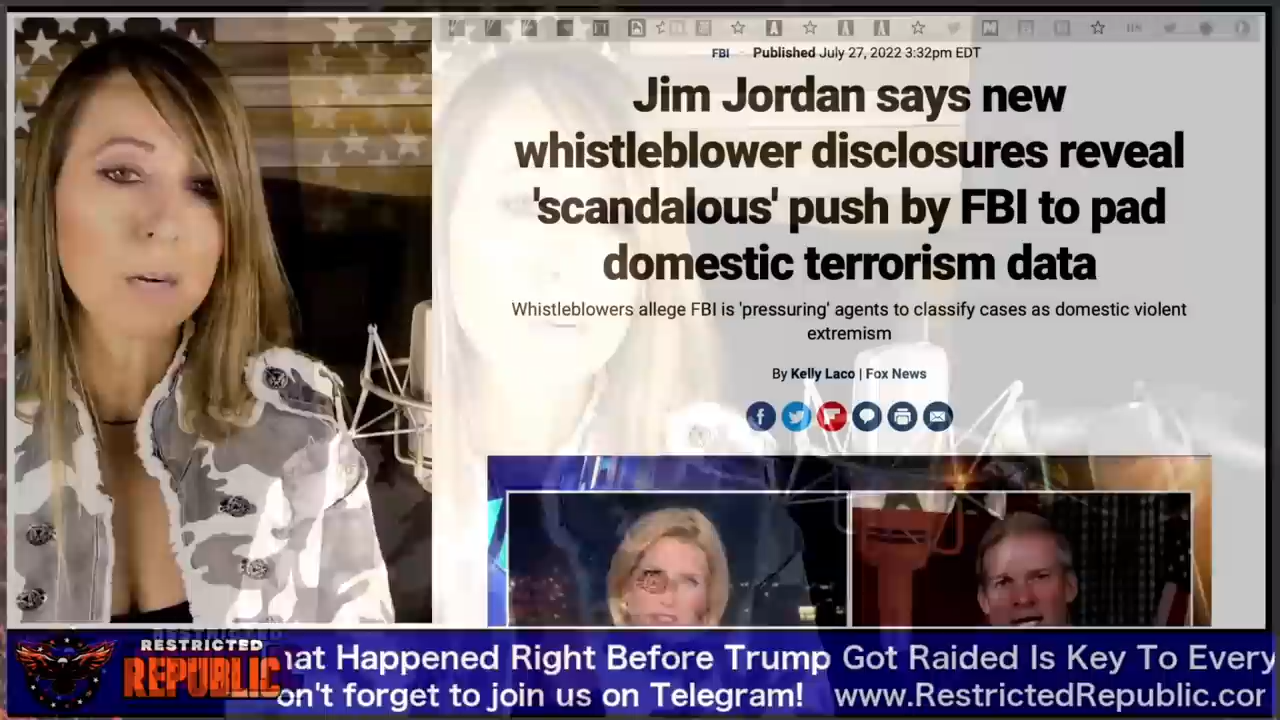 FBI Published July 27, 2022 3:32pm EDT
Jim Jordan says new
whistleblower disclosures reveal
'scandalous' push by FBI to pad
domestic terrorism data
Whistleblowers allege FBI is 'pressuring' agents to classify cases as domestic violent
extremism
By Kelly Laco | Fox News
RESTRICTED
REPUBLIC
Happened Right Before Trump Got Raided Is Key To Every
forget to join us on Telegram! www.RestrictedRepublic.co